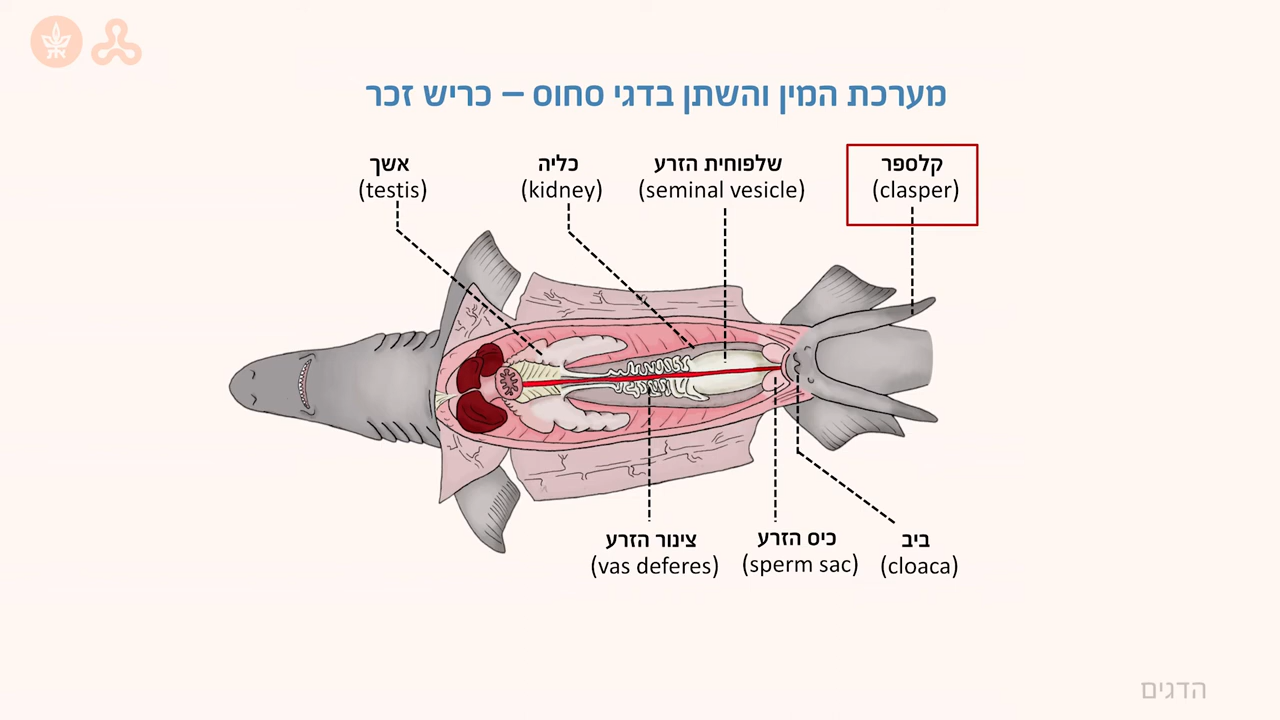 מערכת המין והשתן בדגי סחוס – כריש זכר
קלספר
(clasper)
שלפוחית הזרע
(seminal vesicle)
כליה
(kidney)
אשך
(testis)
ביב
(cloaca)
כיס הזרע
(sperm sac)
צינור הזרע
(vas deferes)
הדגים